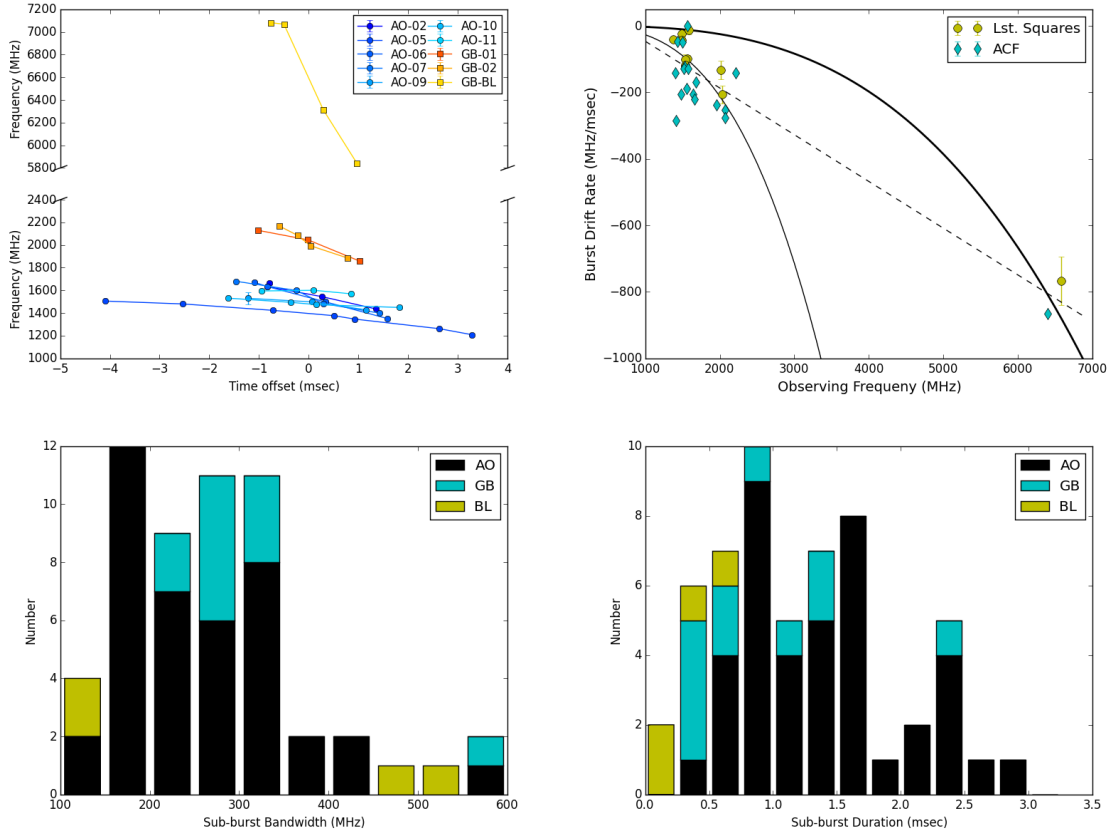 7200
7000
6800
6600
6400
6200
6000
5800
Frequency (MHz)
AO-02
AO-05
AO-06
AO-07
AO-09
AO-10
AO-11
GB-01
GB-02
GB-BL
2400
2200
2000
1800
1600
1400
1200
1000
Frequency (MHz)
−5 −4 −3 −2 −1 0 1 2 3 4
Time offset (msec)
0
−200
−400
−600
−800
−1000
Burst Drift Rate (MHz/msec)
Lst. Squares
ACF
1000 2000 3000 4000 5000 6000 7000
Observing Frequeny (MHz)
12
10
8
6
4
2
0
Number
AO
GB
BL
100 200 300 400 500 600
Sub-burst Bandwidth (MHz)
10
8
6
4
2
0
Number
AO
GB
BL
0.0 0.5 1.0 1.5 2.0 2.5 3.0 3.5
Sub-burst Duration (msec)